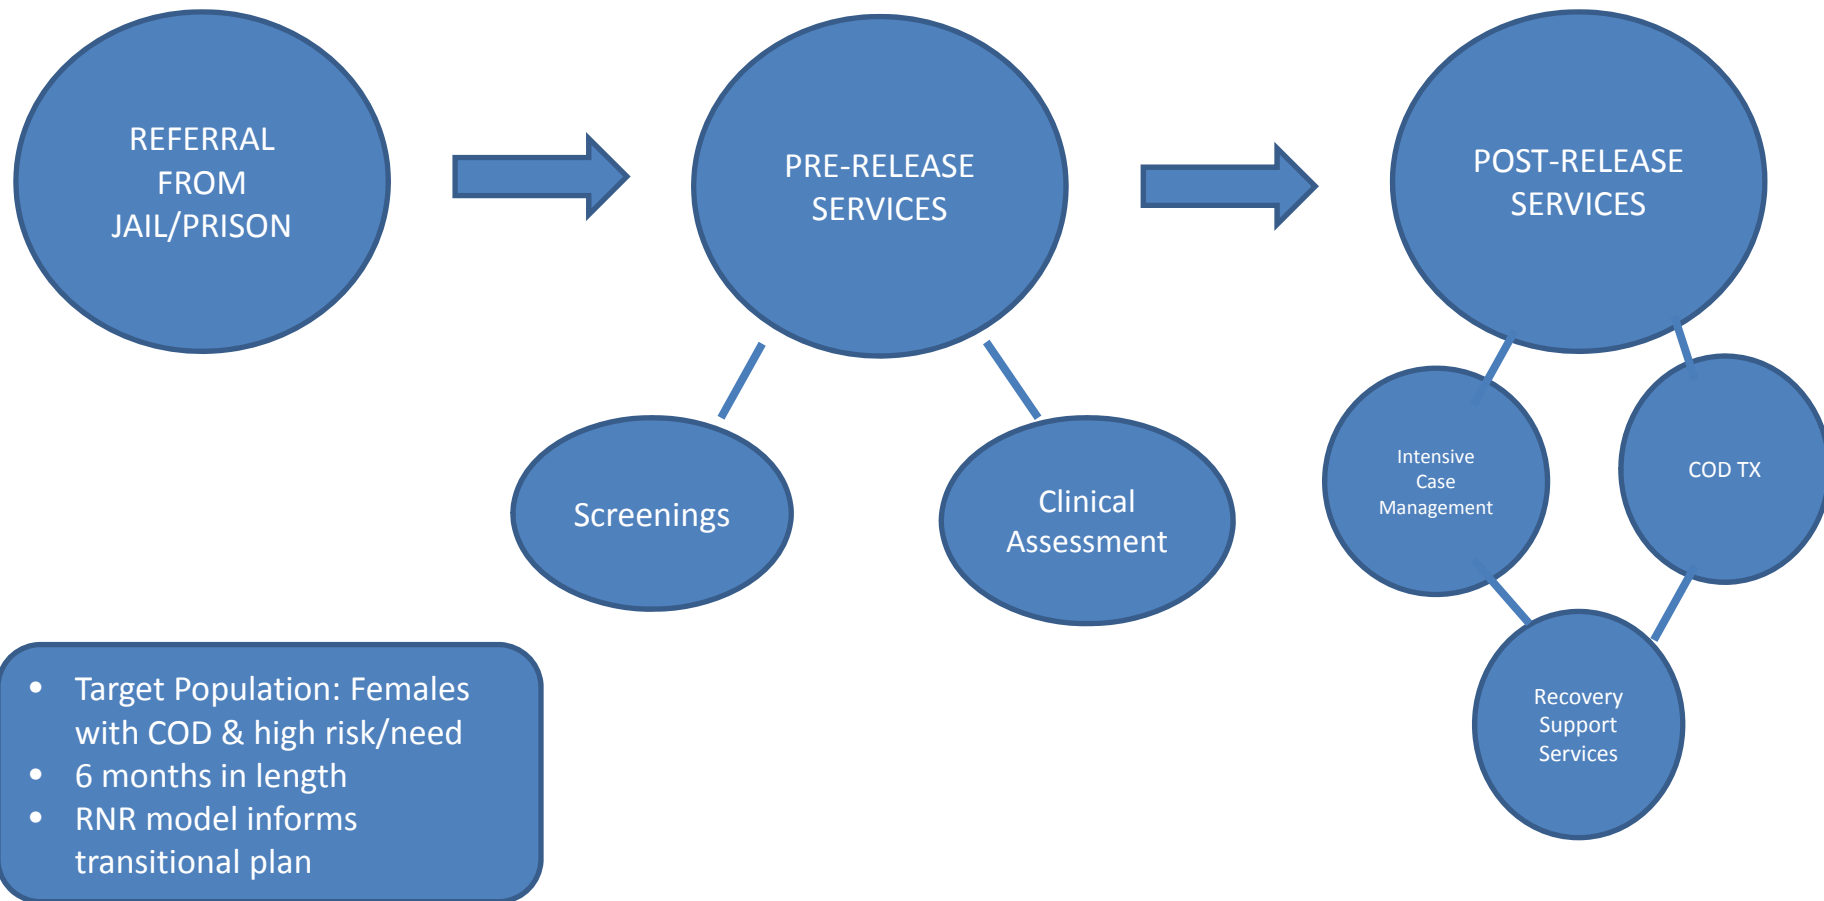 REFERRAL
FROM
JAIL/PRISON
PRE-RELEASE
SERVICES
POST-RELEASE
SERVICES
Screenings
Clinical
Assessment
Intensive
Case
Management
COD TX
Recovery
Support
Services
• Target Population: Females
with COD & high risk/need
• 6 months in length
• RNR model informs
transitional plan